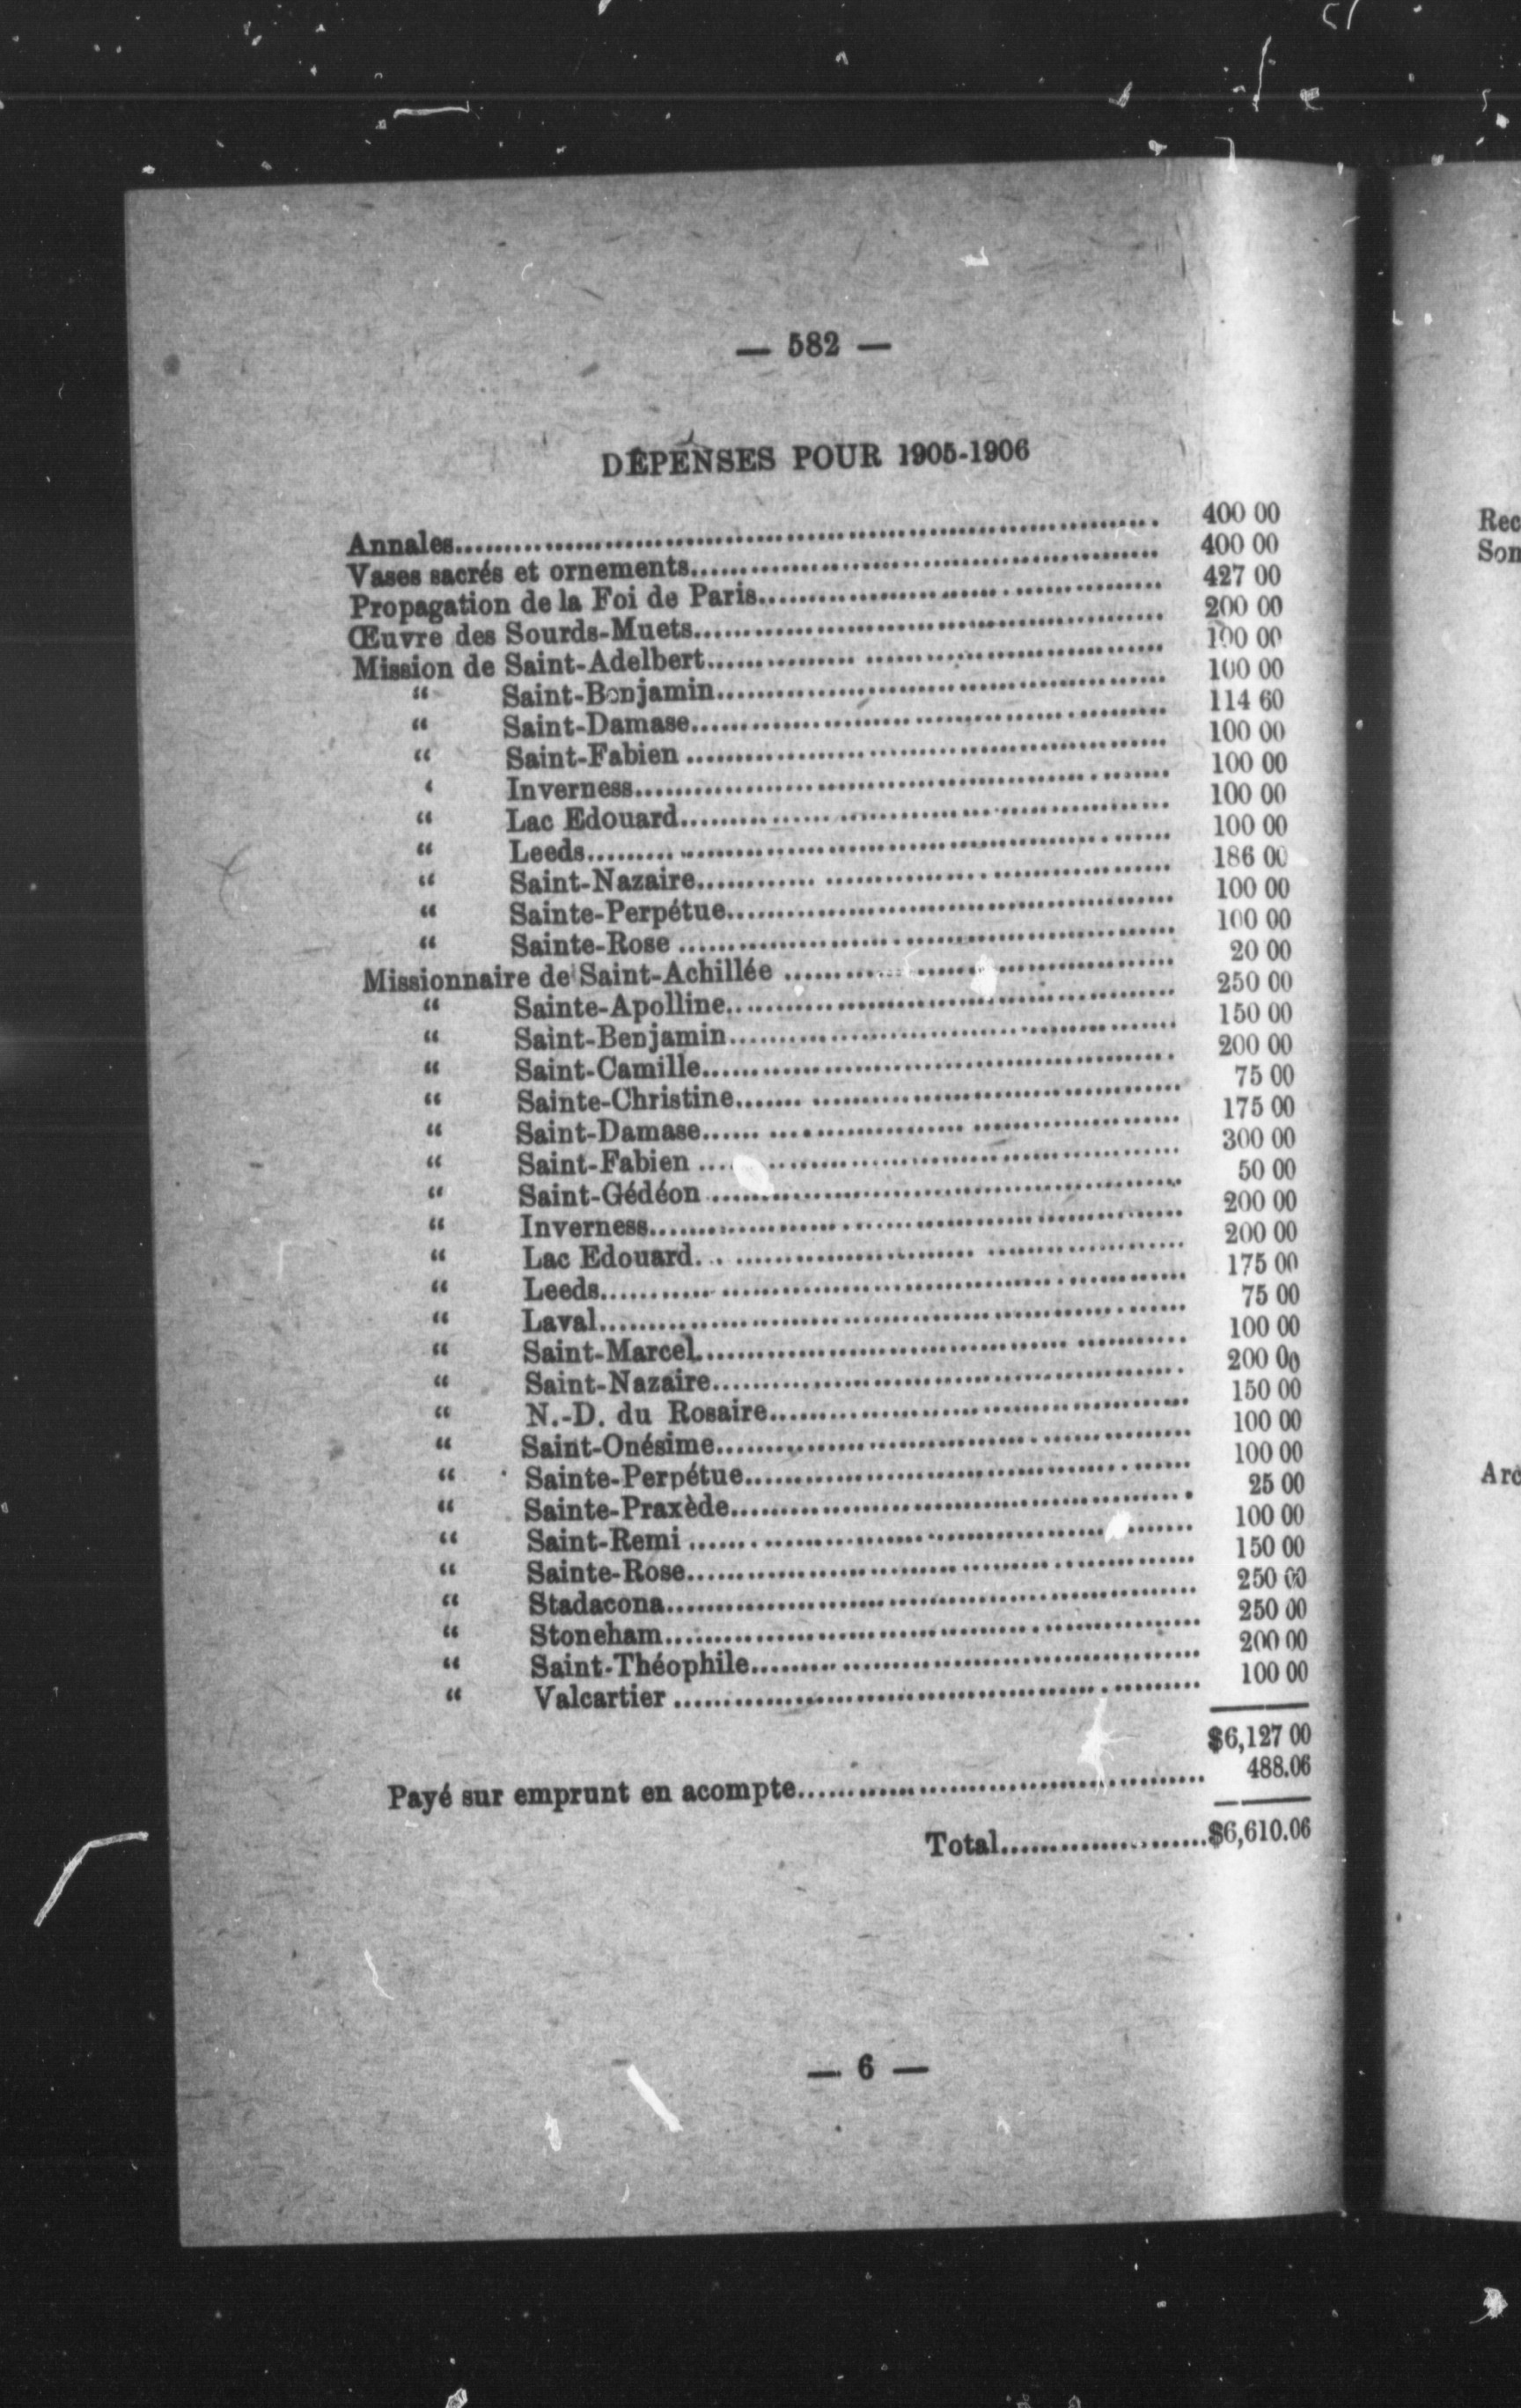 — 582 —
DÉPENSES POUR 1905-1906
Annales........ 400 00
Vases sacrés et ornements........ 400 00
Propagation de la Foi de Paris........ 427 00
Œuvre des Sourds-Muets........ 200 00
Mission de Saint-Adelbert........ 100 00
“ Saint-Benjamin........ 100 00
“ Saint-Damase........ 114 60
“ Saint-Fabien ........ 100 00
‘ Inverness........ 100 00
“ Lac Edouard........ 100 00
“ Leeds........ 100 00
“ Saint-Nazaire........ 186 00
“ Sainte-Perpétue........ 100 00
“ Sainte-Rose ........ 100 00
Missionnaire de Saint-Achillée ........ 20 00
“ Sainte-Apolline........ 250 00
“ Saint-Benjamin........ 150 00
“ Saint-Camille........ 200 00
“ Sainte-Christine........ 75 00
“ Saint-Damase........ 175 00
“ Saint-Fabien ........ 300 00
“ Saint-Gédéon ........ 50 00
“ Inverness........ 200 00
“ Lac Edouard........ 200 00
“ Leeds........ 175 00
“ Laval........ 75 00
“ Saint-Marcel........ 100 00
“ Saint-Nazaire........ 200 00
“ N.-D. du Rosaire........ 150 00
“ Saint-Onésime........ 100 00
“ Sainte-Perpétue........ 100 00
“ Sainte-Praxède........ 25 00
“ Saint-Remi ........ 100 00
“ Sainte-Rose........ 150 00
“ Stadacona........ 250 00
“ Stoneham........ 250 00
“ Saint-Théophile........ 200 00
“ Valcartier ........ 100 00
$6,127 00
Payé sur emprunt en acompte........ 488.06
Total........$6,610.06
— 6 —
Rec
Som
Arc